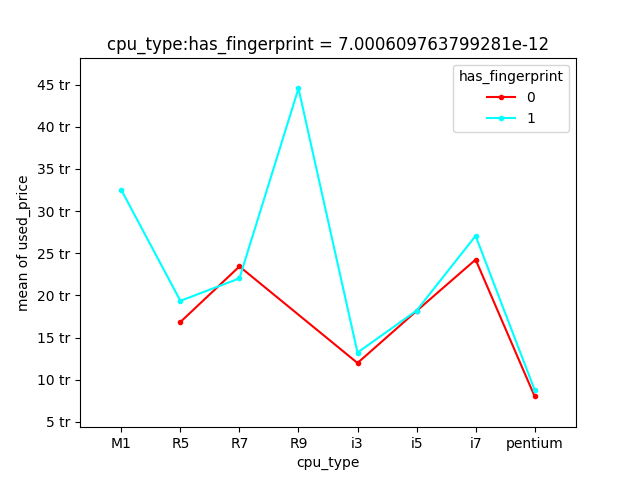 cpu_type:has_fingerprint = 7.000609763799281e-12
has_fingerprint
0
1
45 tr
40 tr
35 tr
30 tr
25 tr
20 tr
15 tr
10 tr
5 tr
mean of used_price
M1 R5 R7 R9 i3 i5 i7 pentium
cpu_type